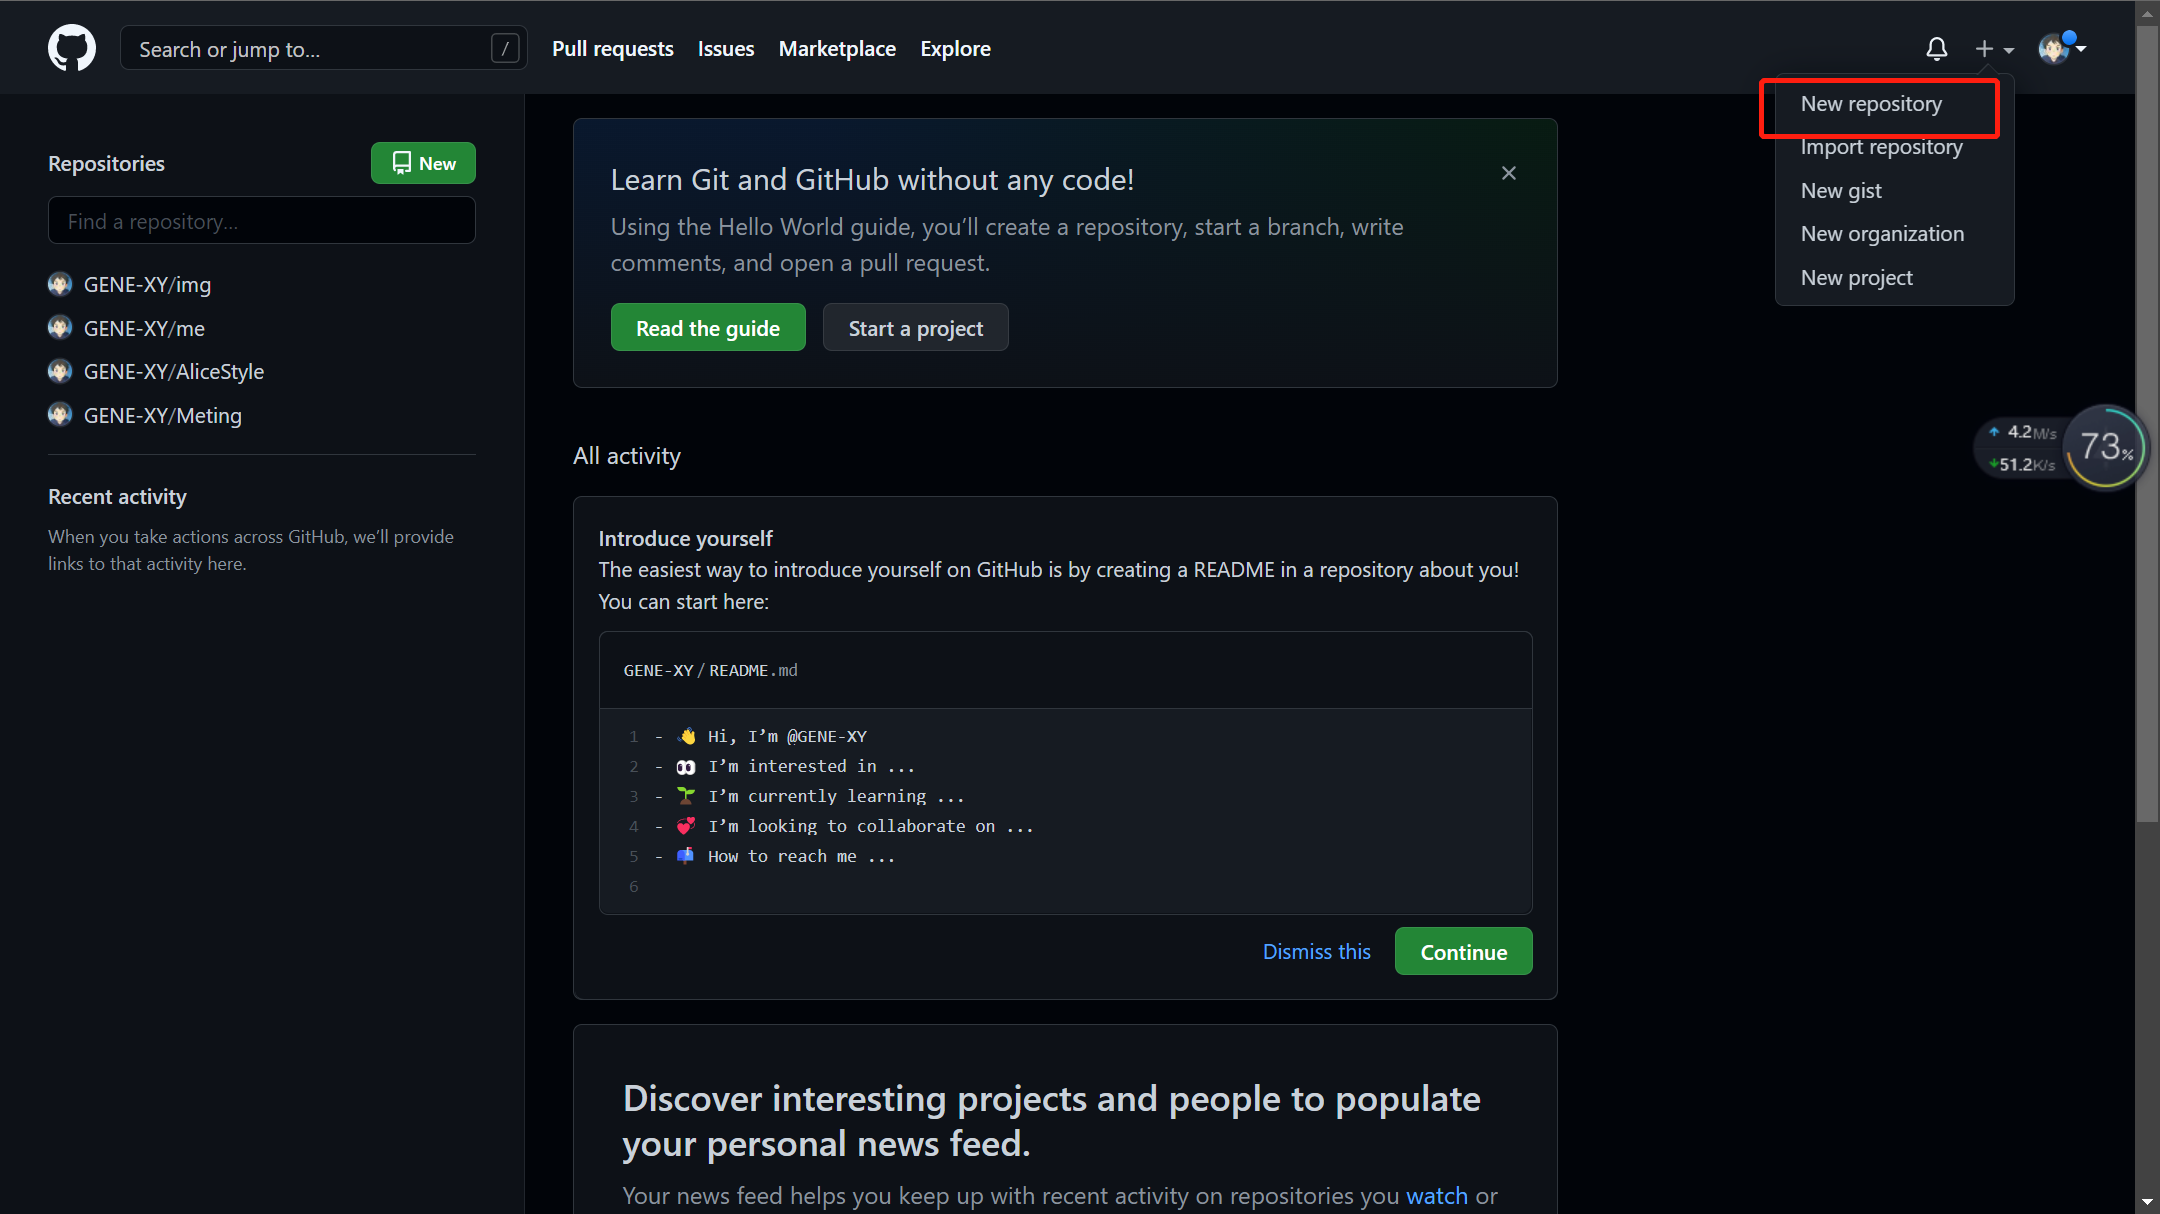 Search or jump to...
/
Pull requests
Issues
Marketplace
Explore
New repository
Import repository
New gist
New organization
New project
Repositories
New
Find a repository...
GENE-XY/img
GENE-XY/me
GENE-XY/AliceStyle
GENE-XY/Meting
Recent activity
When you take actions across GitHub, we’ll provide
links to that activity here.
Learn Git and GitHub without any code!
Using the Hello World guide, you’ll create a repository, start a branch, write
comments, and open a pull request.
Read the guide
Start a project
4.2M/s
51.2K/s
73%
All activity
Introduce yourself
The easiest way to introduce yourself on GitHub is by creating a README in a repository about you!
You can start here:
GENE-XY/README.md
1 - 👋 Hi, I’m @GENE-XY
2 - 👀 I’m interested in ...
3 - 🌱 I’m currently learning ...
4 - 💞️ I’m looking to collaborate on ...
5 - 📫 How to reach me ...
6
Dismiss this
Continue
Discover interesting projects and people to populate
your personal news feed.
Your news feed helps you keep up with recent activity on repositories you watch or